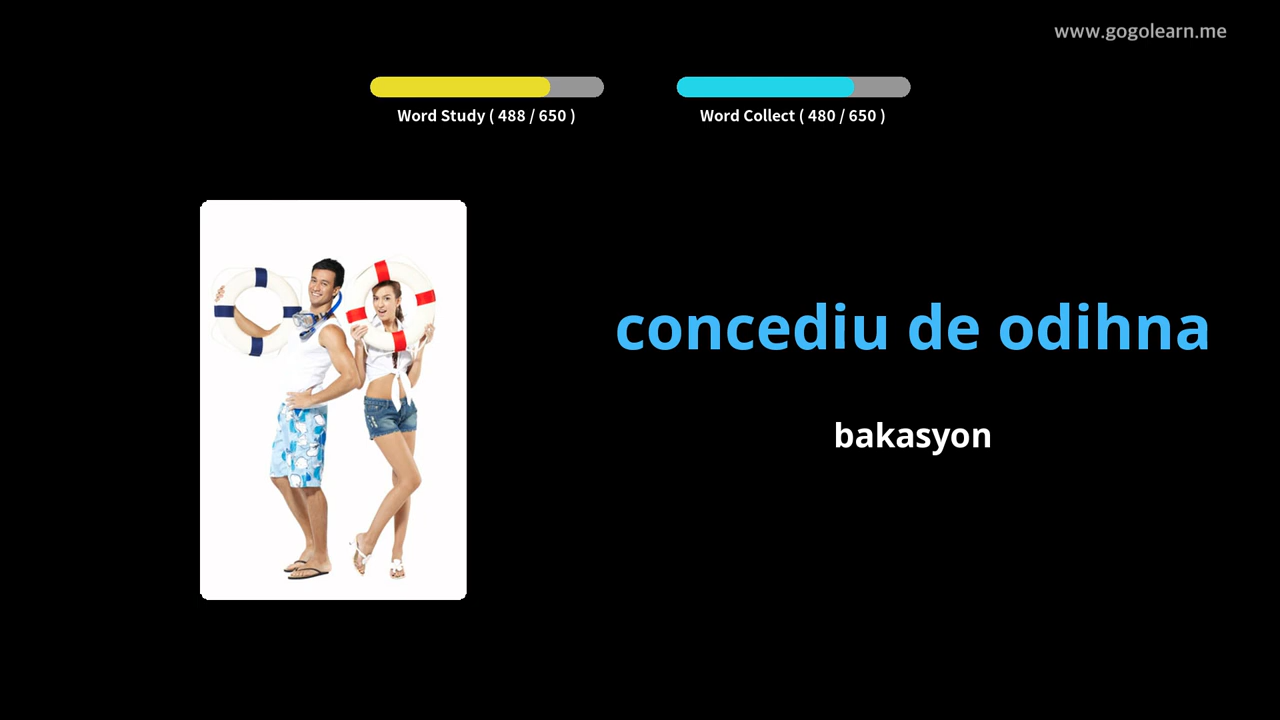 www.gogolearn.me
Word Study ( 488 / 650 )
Word Collect ( 480 / 650 )
concediu de odihna
bakasyon